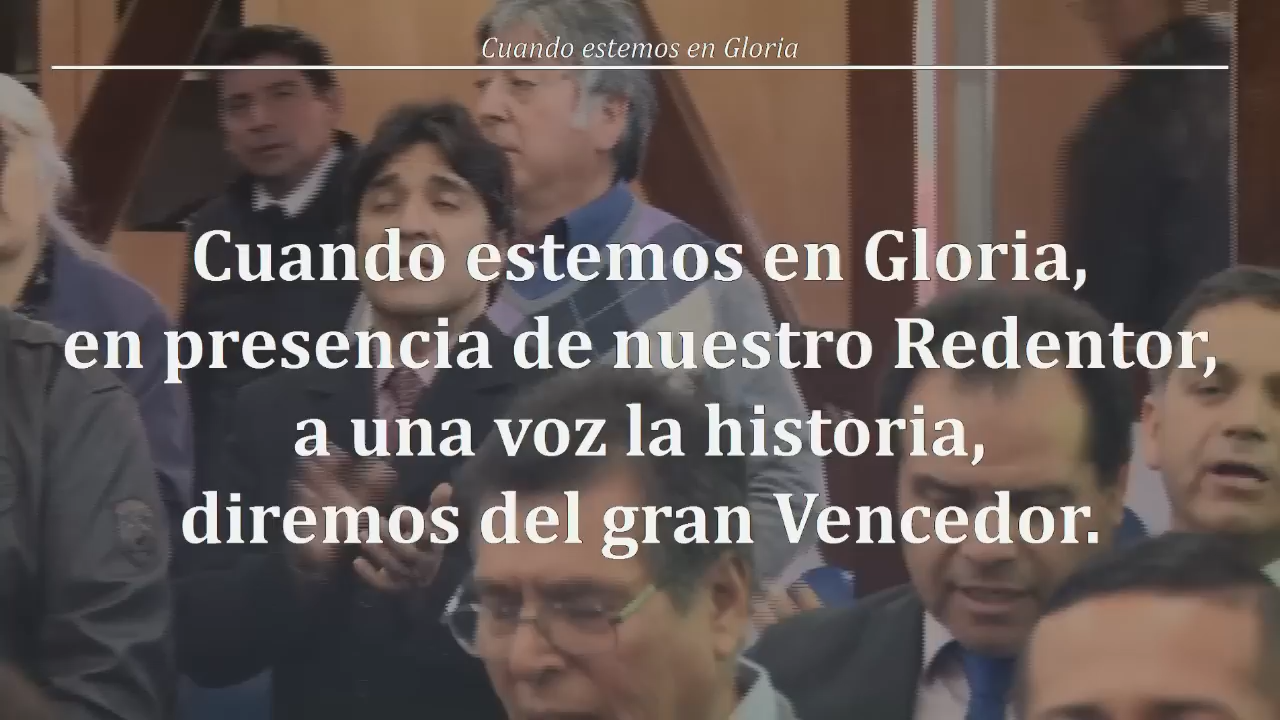 Cuando estemos en Gloria
Cuando estemos en Gloria,
en presencia de nuestro Redentor,
a una voz la historia,
diremos del gran Vencedor.